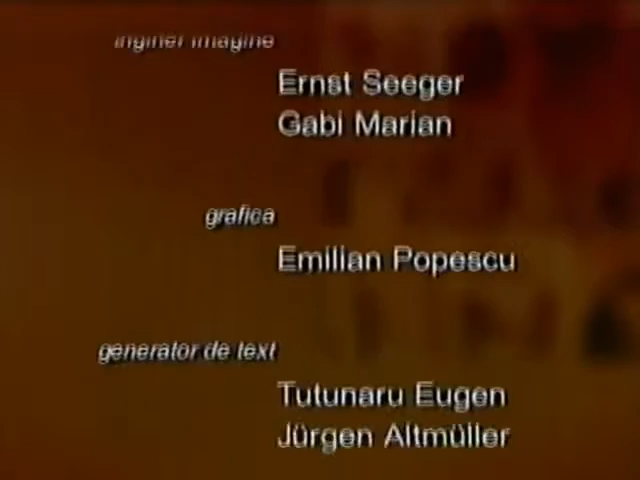 inginer imagine
Ernst Seeger
Gabi Marian
grafica
Emilian Popescu
generator de text
Tutunaru Eugen
Jürgen Altmüller